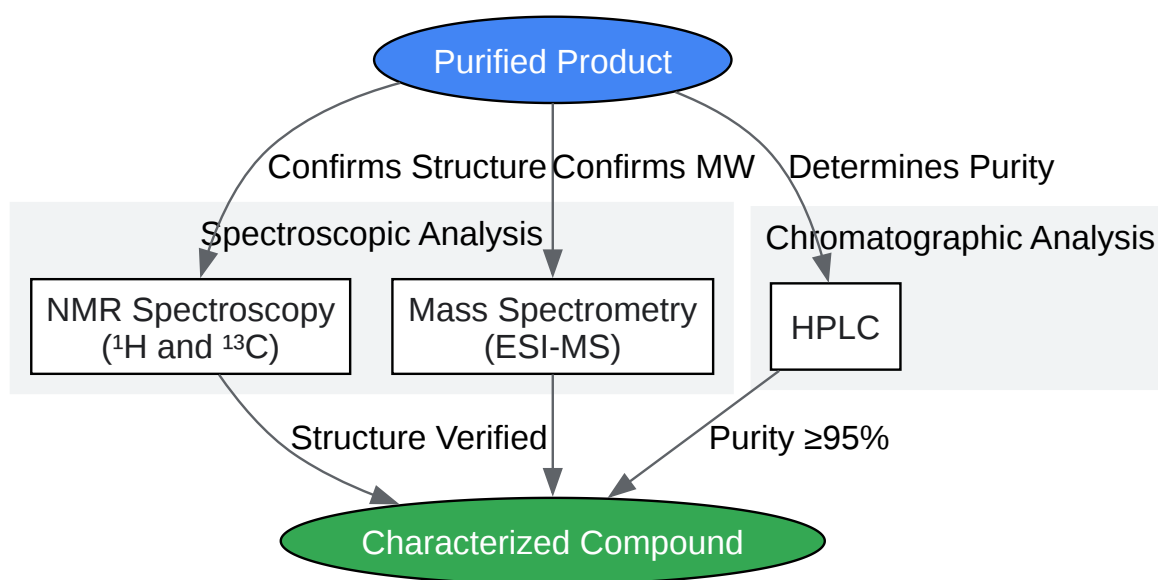 Purified Product
Confirms Structure
Confirms MW
Determines Purity
Spectroscopic Analysis
Chromatographic Analysis
NMR Spectroscopy
(¹H and ¹³C)
Mass Spectrometry
(ESI-MS)
HPLC
Structure Verified
Purity ≥95%
Characterized Compound